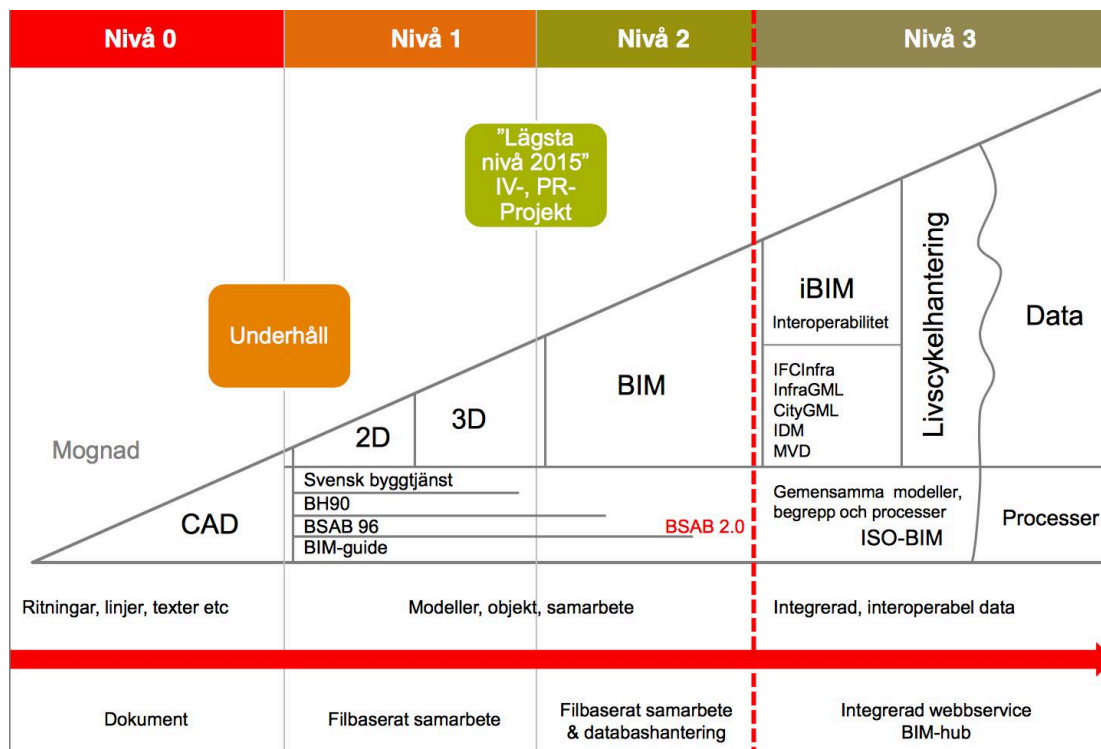 Nivå 0
Nivå 1
Nivå 2
Nivå 3
"Lägsta
nivå 2015"
IV-, PR-
Projekt
Underhåll
Mognad
CAD
2D
3D
BIM
iBIM
Interoperabilitet
IFCInfra
InfraGML
CityGML
IDM
MVD
Livscykelhantering
Data
Svensk byggtjänst
BH90
BSAB 96
BSAB 2.0
BIM-guide
Gemensamma modeller,
begrepp och processer
ISO-BIM
Processer
Ritningar, linjer, texter etc
Modeller, objekt, samarbete
Integrerad, interoperabel data
Dokument
Filbaserat samarbete
Filbaserat samarbete
& databashantering
Integrerad webbservice
BIM-hub